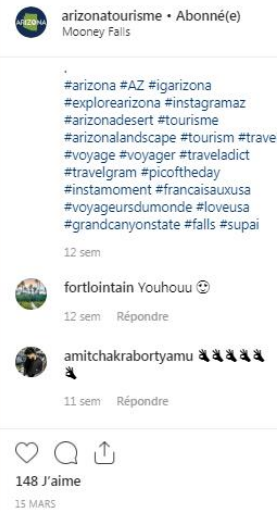 ARIZONA
arizonatourisme • Abonné(e)
Mooney Falls
.
#arizona #AZ #igarizona
#explorearizona #instagramaz
#arizonadesert #tourisme
#arizonalandscape #tourism #trave
#voyage #voyager #traveladict
#travelgram #picoftheday
#instamoment #francaisauxusa
#voyageursdumonde #loveusa
#grandcanyonstate #falls #supai
12 sem
fortlointain Youhouu 🙂
12 sem Répondre
amitchakrabortyamu 👌🏿👌🏿👌🏿👌🏿👌🏿
👌🏿
11 sem Répondre
148 J’aime
15 MARS